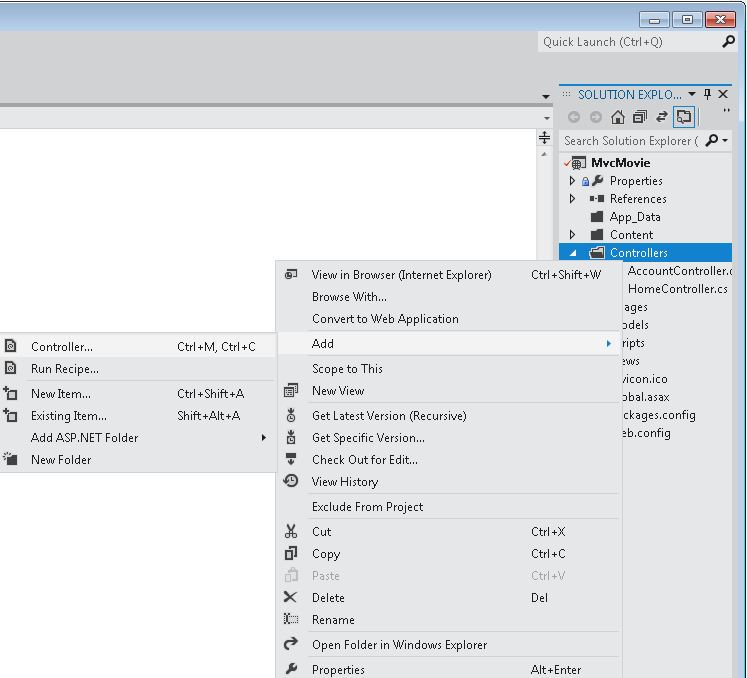 Quick Launch (Ctrl+Q)
SOLUTION EXPLO...
Search Solution Explorer (
MvcMovie
Properties
References
App_Data
Content
Controllers
AccountController.c
HomeController.cs
ages
odels
ripts
ews
vicon.ico
obal.asax
ckages.config
eb.config
View in Browser (Internet Explorer) Ctrl+Shift+W
Browse With...
Convert to Web Application
Add
Scope to This
New View
Get Latest Version (Recursive)
Get Specific Version...
Check Out for Edit...
View History
Exclude From Project
Cut Ctrl+X
Copy Ctrl+C
Paste Ctrl+V
Delete Del
Rename
Open Folder in Windows Explorer
Properties Alt+Enter
Controller... Ctrl+M, Ctrl+C
Run Recipe...
New Item... Ctrl+Shift+A
Existing Item... Shift+Alt+A
Add ASP.NET Folder
New Folder